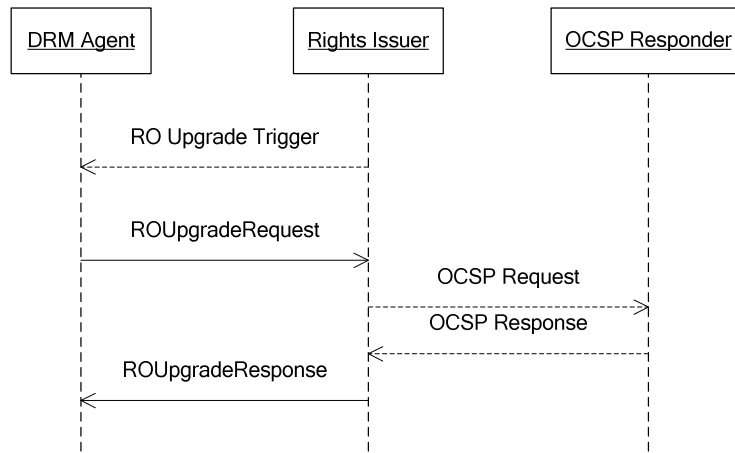 DRM Agent
Rights Issuer
OCSP Responder
RO Upgrade Trigger
ROUpgradeRequest
OCSP Request
OCSP Response
ROUpgradeResponse